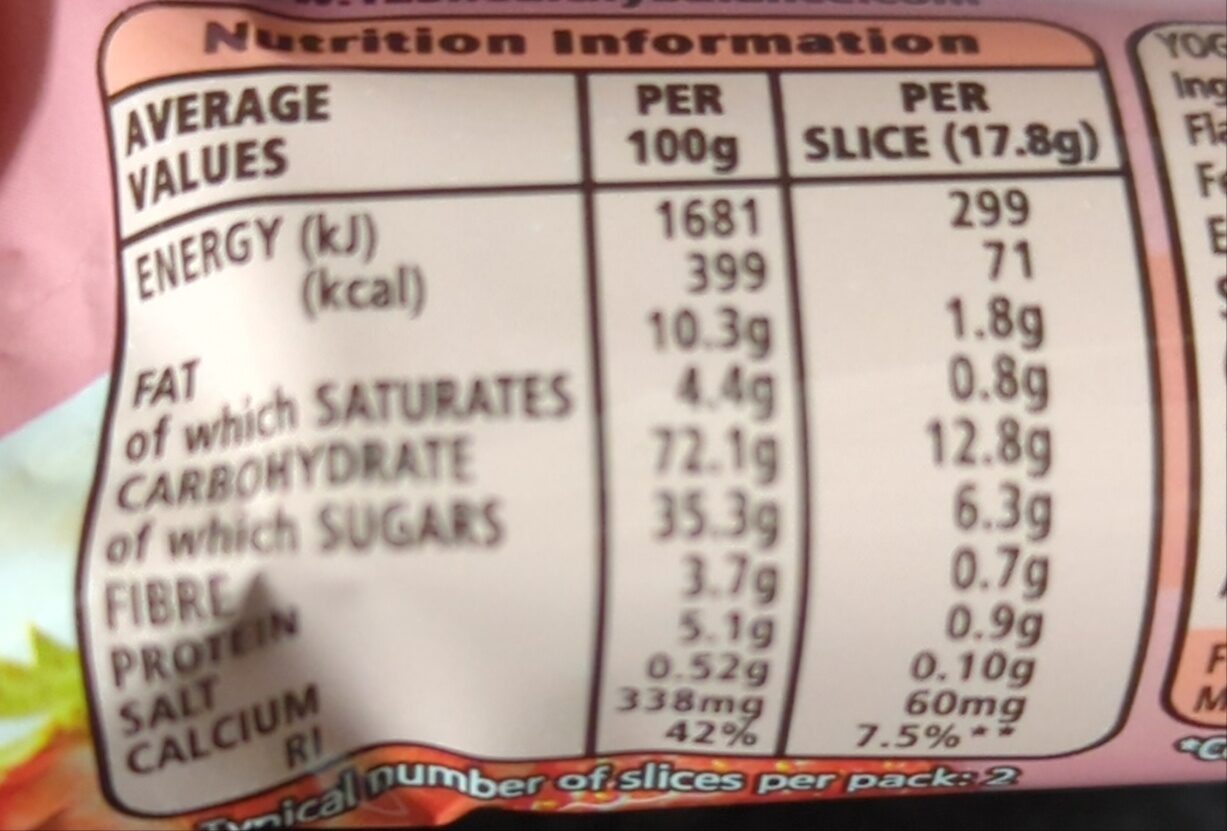 Nutrition Information
AVERAGE VALUES PER 100g PER SLICE (17.8g)
ENERGY (kJ) 1681 299
(kcal) 399 71
FAT 10.3g 1.8g
of which SATURATES 4.4g 0.8g
CARBOHYDRATE 72.1g 12.8g
of which SUGARS 35.3g 6.3g
FIBRE 3.7g 0.7g
PROTEIN 5.1g 0.9g
SALT 0.52g 0.10g
CALCIUM 338mg 60mg
RI 42% 7.5%**
Typical number of slices per pack: 2